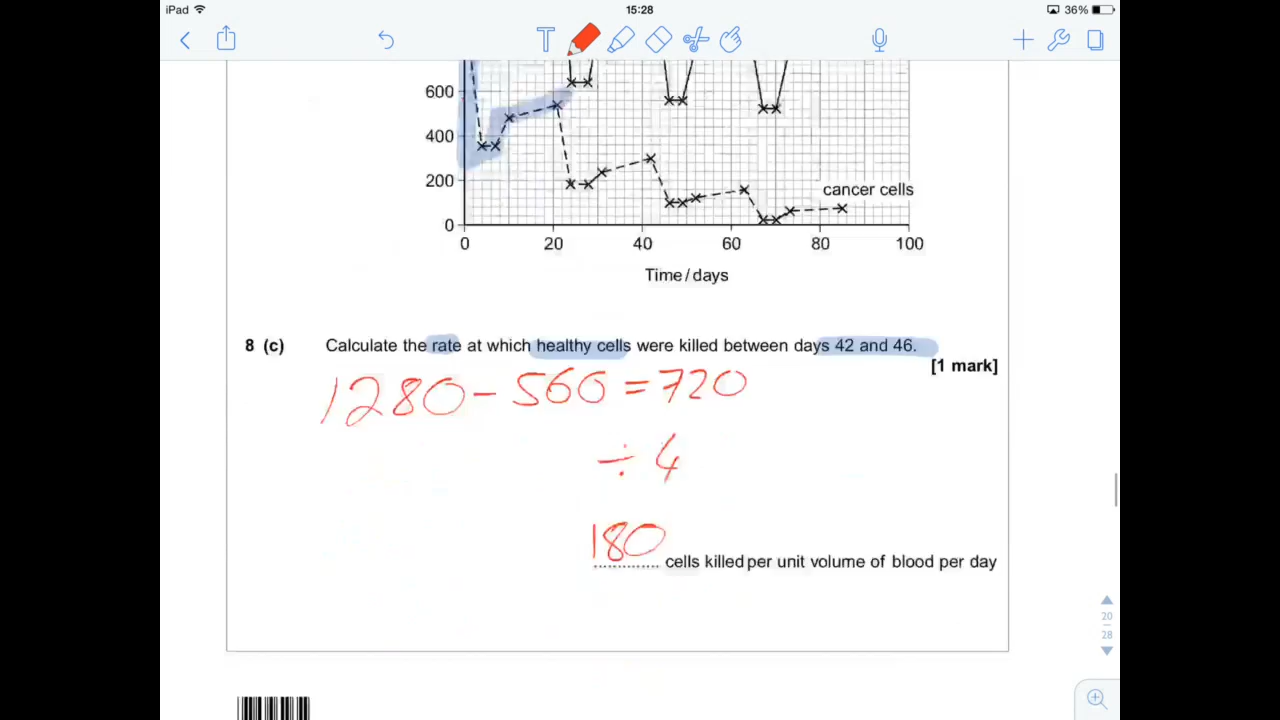 iPad 15:28 36%
T
600
400
200
0
cancer cells
0 20 40 60 80 100
Time / days
8 (c) Calculate the rate at which healthy cells were killed between days 42 and 46.
[1 mark]
1280 - 560 = 720
÷ 4
180 cells killed per unit volume of blood per day
20
28